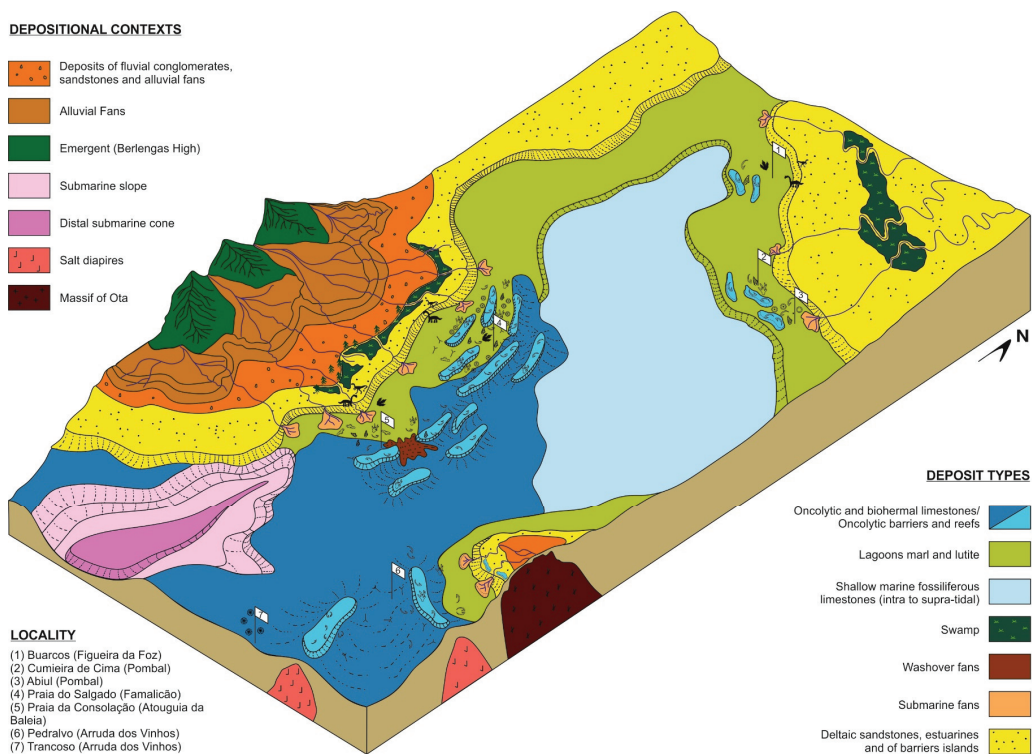 DEPOSITIONAL CONTEXTS
Deposits of fluvial conglomerates,
sandstones and alluvial fans
Alluvial Fans
Emergent (Berlengas High)
Submarine slope
Distal submarine cone
Salt diapires
Massif of Ota
1
2
3
4
5
6
7
N
LOCALITY
(1) Buarcos (Figueira da Foz)
(2) Cumieira de Cima (Pombal)
(3) Abiul (Pombal)
(4) Praia do Salgado (Famalicão)
(5) Praia da Consolação (Atouguia da
Baleia)
(6) Pedralvo (Arruda dos Vinhos)
(7) Trancoso (Arruda dos Vinhos)
DEPOSIT TYPES
Oncolytic and biohermal limestones/
Oncolytic barriers and reefs
Lagoons marl and lutite
Shallow marine fossiliferous
limestones (intra to supra-tidal)
Swamp
Washover fans
Submarine fans
Deltaic sandstones, estuarines
and of barriers islands